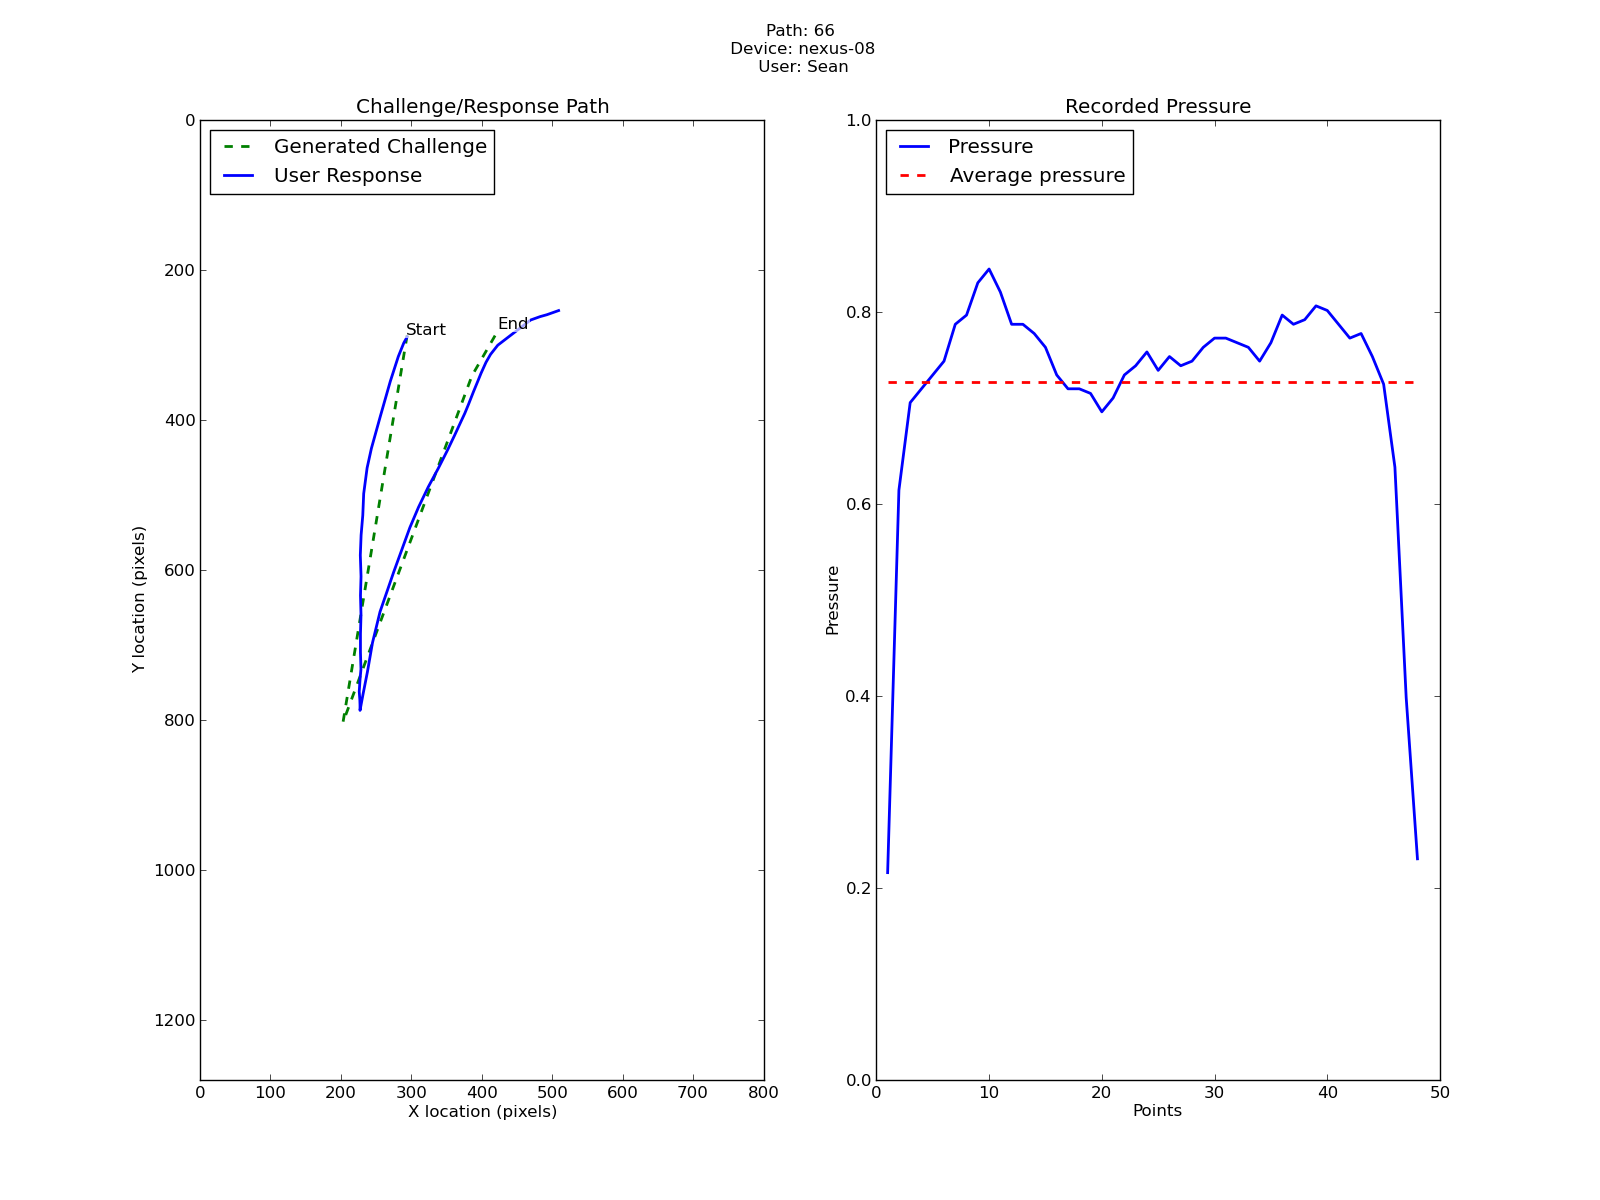 Path: 66
Device: nexus-08
User: Sean
Challenge/Response Path
Generated Challenge
User Response
Start
End
0
200
400
600
800
1000
1200
Y location (pixels)
0 100 200 300 400 500 600 700 800
X location (pixels)
Recorded Pressure
Pressure
Average pressure
1.0
0.8
0.6
0.4
0.2
0.0
Pressure
0 10 20 30 40 50
Points